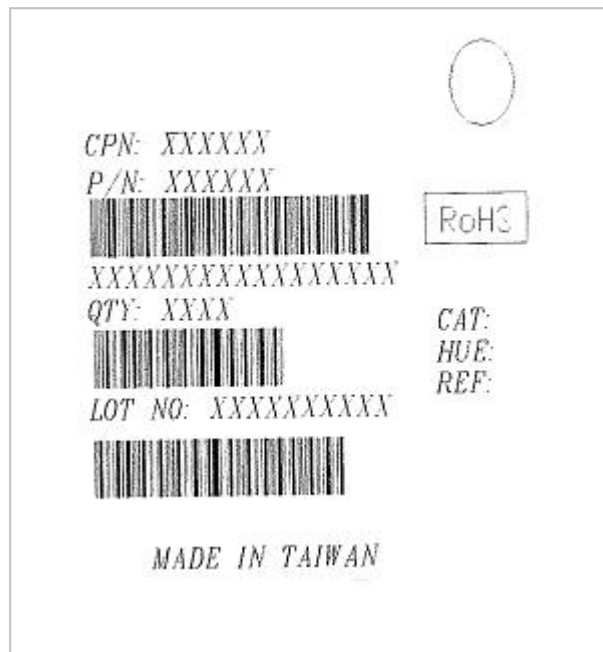 CPN: XXXXXX
P/N: XXXXXX
XXXXXXXXXXXXXXXXX
QTY: XXXX
LOT NO: XXXXXXXXXX
MADE IN TAIWAN
RoHS
CAT:
HUE:
REF: